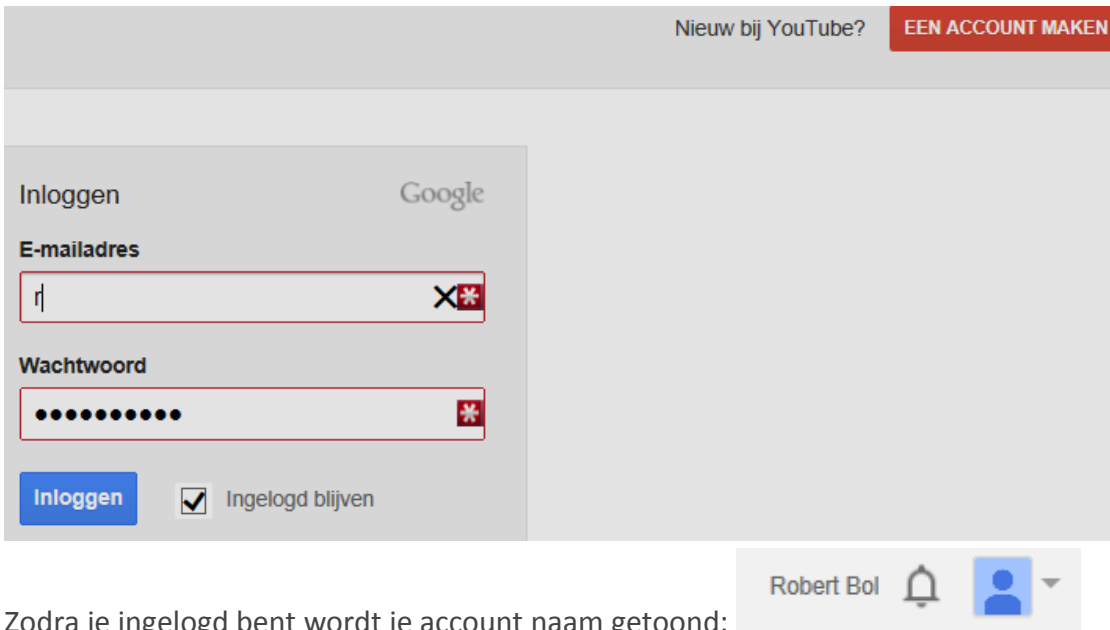 Nieuw bij YouTube? EEN ACCOUNT MAKEN
Inloggen Google
E-mailadres
r
Wachtwoord
••••••••••
Inloggen Ingelogd blijven
Robert Bol
Zodra je ingelogd bent wordt je account naam getoond: